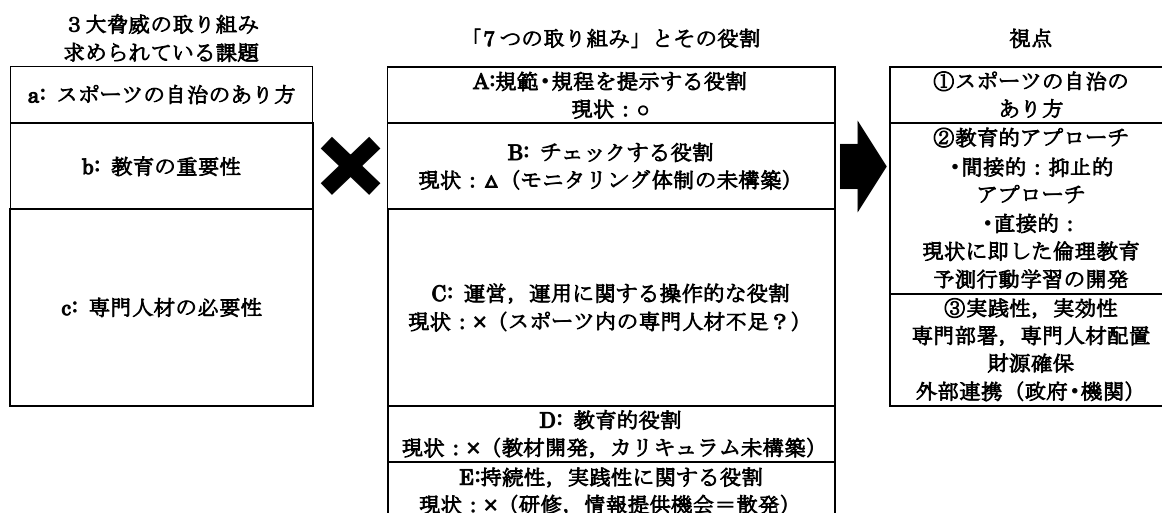 ３大脅威の取り組み
求められている課題
a: スポーツの自治のあり方
b: 教育の重要性
c: 専門人材の必要性
「７つの取り組み」とその役割
A:規範・規程を提示する役割
現状：○
B: チェックする役割
現状：△（モニタリング体制の未構築）
C: 運営，運用に関する操作的な役割
現状：×（スポーツ内の専門人材不足？）
D: 教育的役割
現状：×（教材開発，カリキュラム未構築）
E:持続性，実践性に関する役割
現状：×（研修，情報提供機会＝散発）
視点
①スポーツの自治の
あり方
②教育的アプローチ
・間接的：抑止的
アプローチ
・直接的：
現状に即した倫理教育
予測行動学習の開発
③実践性，実効性
専門部署，専門人材配置
財源確保
外部連携（政府・機関）